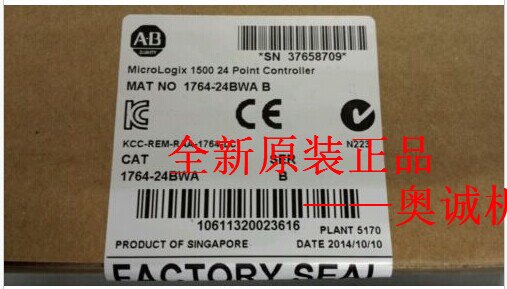 A-B
QUALITY
"SN 37658709"
MicroLogix 1500 24 Point Controller
MAT NO 1764-24BWA B
CE
N223
全新原装正品
CAT
SER
1764-24BWA
B
奥诚机
10611320023616
PLANT 5170
PRODUCT OF SINGAPORE
DATE 2014/10/10
FACTORY SEAL